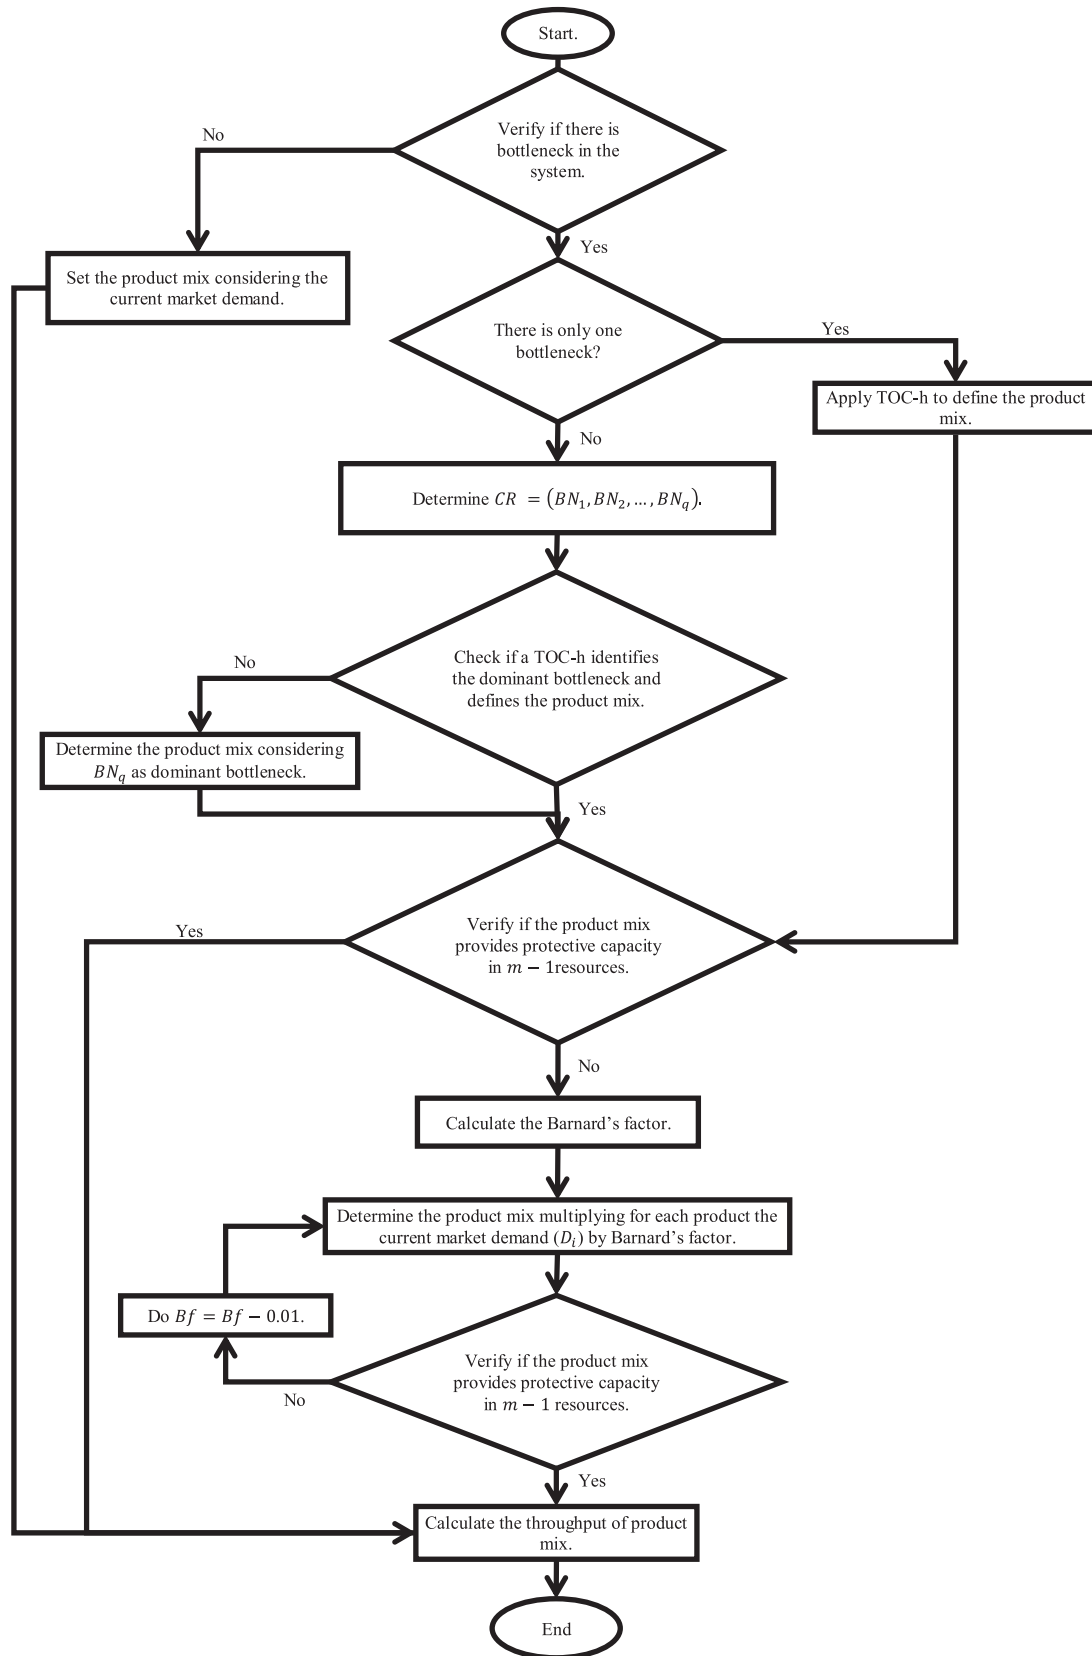 Start.
Verify if there is
bottleneck in the
system.
No
Yes
Set the product mix considering the
current market demand.
There is only one
bottleneck?
Yes
Apply TOC-h to define the product
mix.
No
Determine CR = (BN₁, BN₂, ..., BN_q).
Check if a TOC-h identifies
the dominant bottleneck and
defines the product mix.
No
Determine the product mix considering
BN_q as dominant bottleneck.
Yes
Verify if the product mix
provides protective capacity
in m − 1resources.
Yes
No
Calculate the Barnard’s factor.
Determine the product mix multiplying for each product the
current market demand (D_i) by Barnard’s factor.
Do Bf = Bf − 0.01.
Verify if the product mix
provides protective capacity
in m − 1 resources.
No
Yes
Calculate the throughput of product
mix.
End